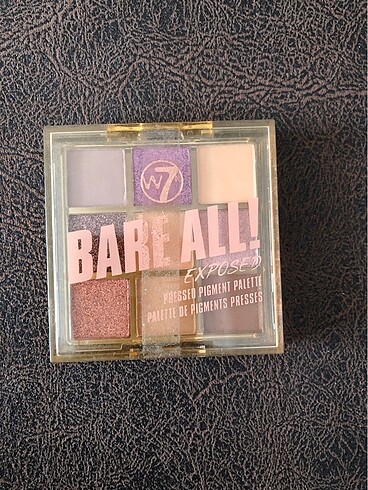 W7
BARE ALL!
EXPOSED
PRESSED PIGMENT PALETTE
PALETTE DE PIGMENTS PRESSÉS